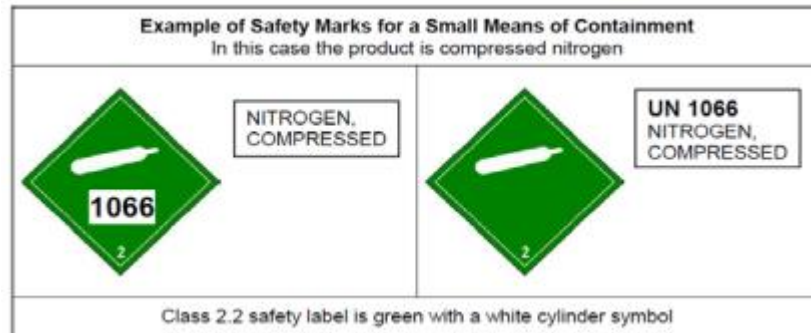 Example of Safety Marks for a Small Means of Containment
In this case the product is compressed nitrogen
1066
2
NITROGEN,
COMPRESSED
2
UN 1066
NITROGEN,
COMPRESSED
Class 2.2 safety label is green with a white cylinder symbol